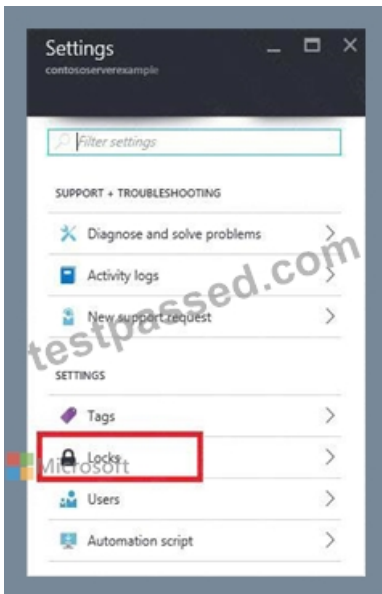 Settings
contososerverexample
Filter settings
SUPPORT + TROUBLESHOOTING
Diagnose and solve problems
Activity logs
New support request
testpassed.com
SETTINGS
Tags
Locks
Microsoft
Users
Automation script